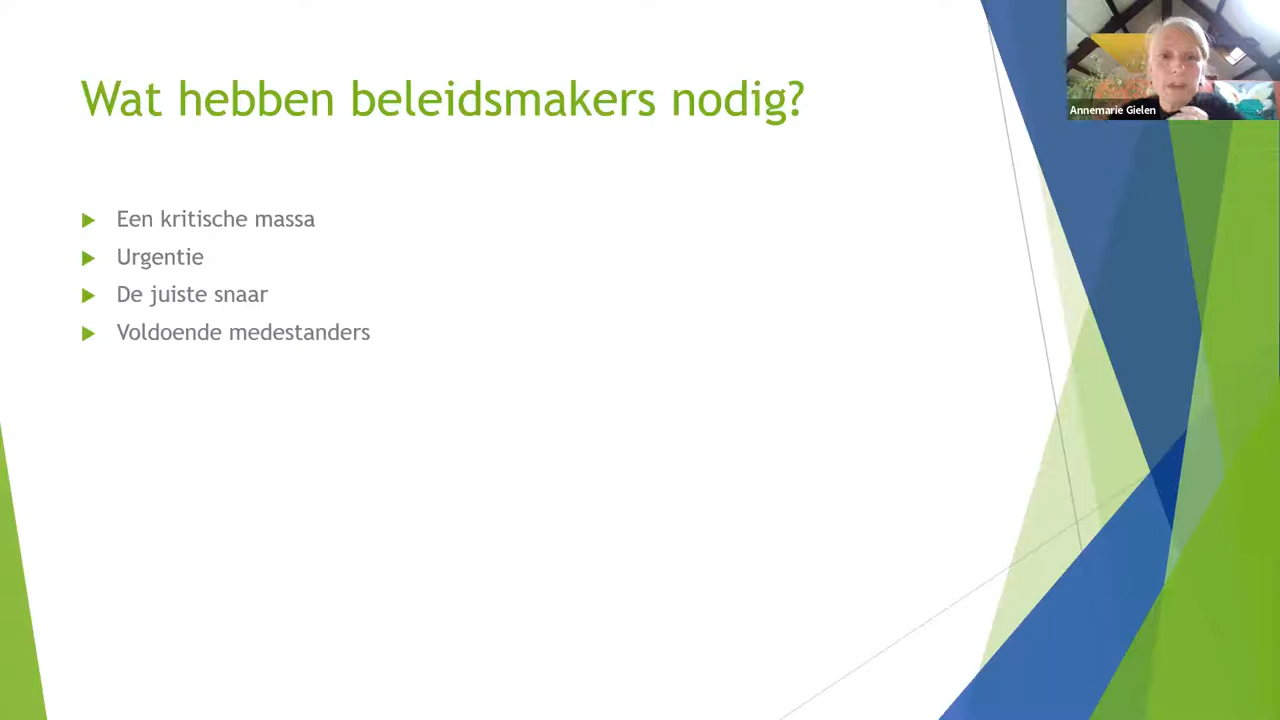 Wat hebben beleidsmakers nodig?
Annemarie Gielen
Een kritische massa
Urgentie
De juiste snaar
Voldoende medestanders